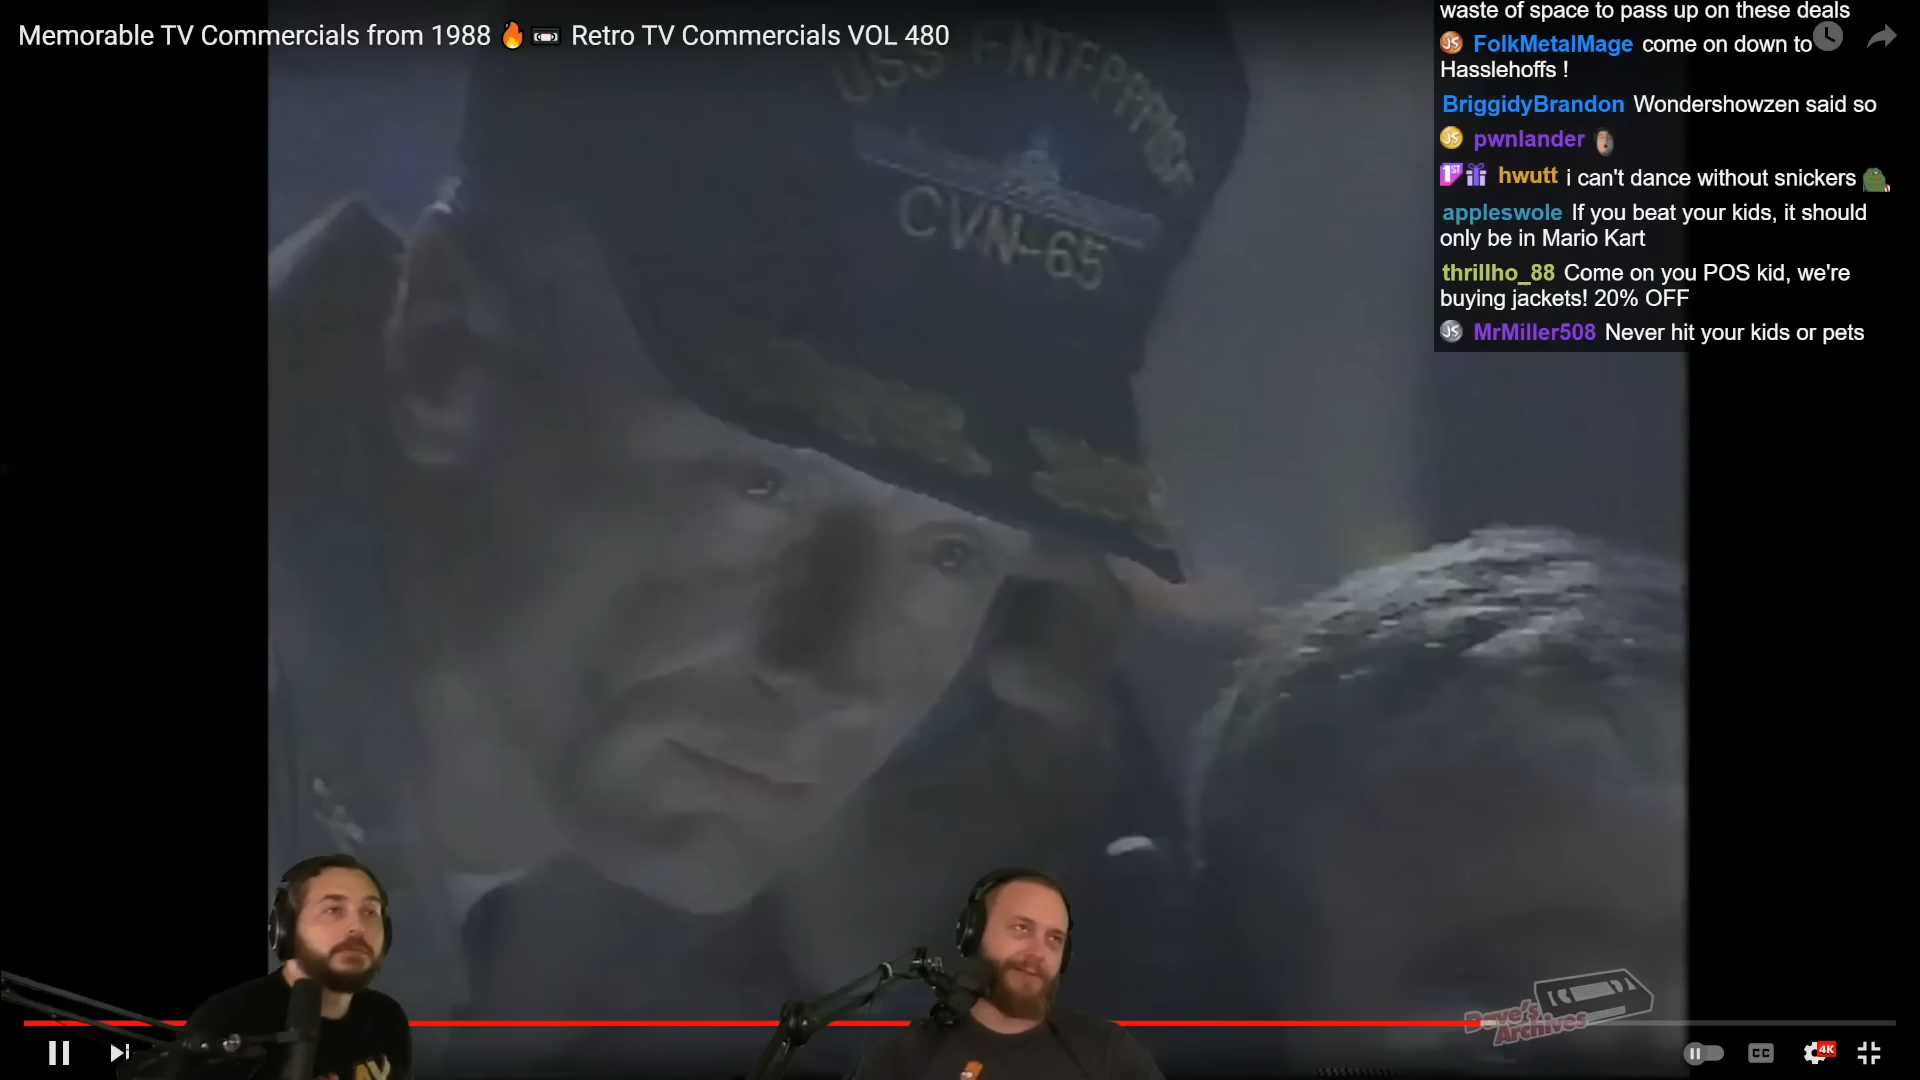 Memorable TV Commercials from 1988 🔥📼 Retro TV Commercials VOL 480
waste of space to pass up on these deals
FolkMetalMage come on down to
Hasslehoffs !
BriggidyBrandon Wondershowzen said so
pwnlander
1ST hwutt i can't dance without snickers
appleswole If you beat your kids, it should
only be in Mario Kart
thrillho_88 Come on you POS kid, we're
buying jackets! 20% OFF
MrMiller508 Never hit your kids or pets
USS ENTERPRISE
CVN-65
Dave's
Archives
CC
4K